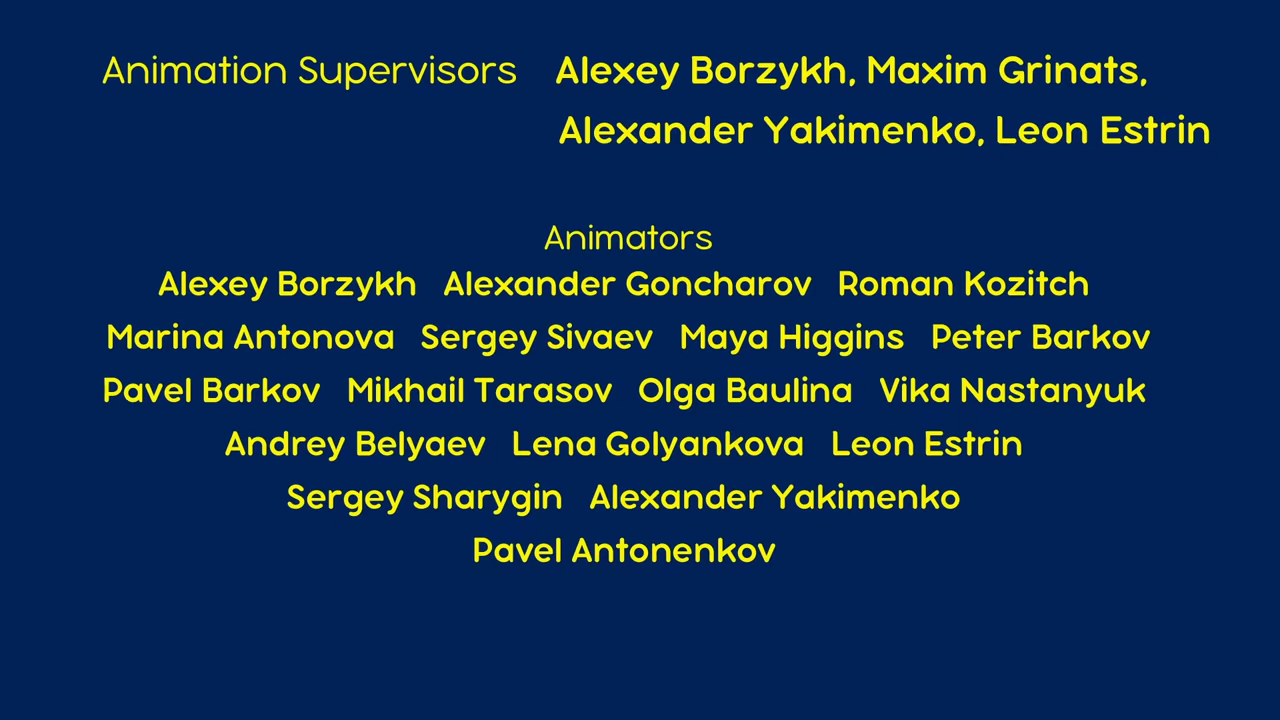 Animation Supervisors Alexey Borzykh, Maxim Grinats,
Alexander Yakimenko, Leon Estrin
Animators
Alexey Borzykh Alexander Goncharov Roman Kozitch
Marina Antonova Sergey Sivaev Maya Higgins Peter Barkov
Pavel Barkov Mikhail Tarasov Olga Baulina Vika Nastanyuk
Andrey Belyaev Lena Golyankova Leon Estrin
Sergey Sharygin Alexander Yakimenko
Pavel Antonenkov